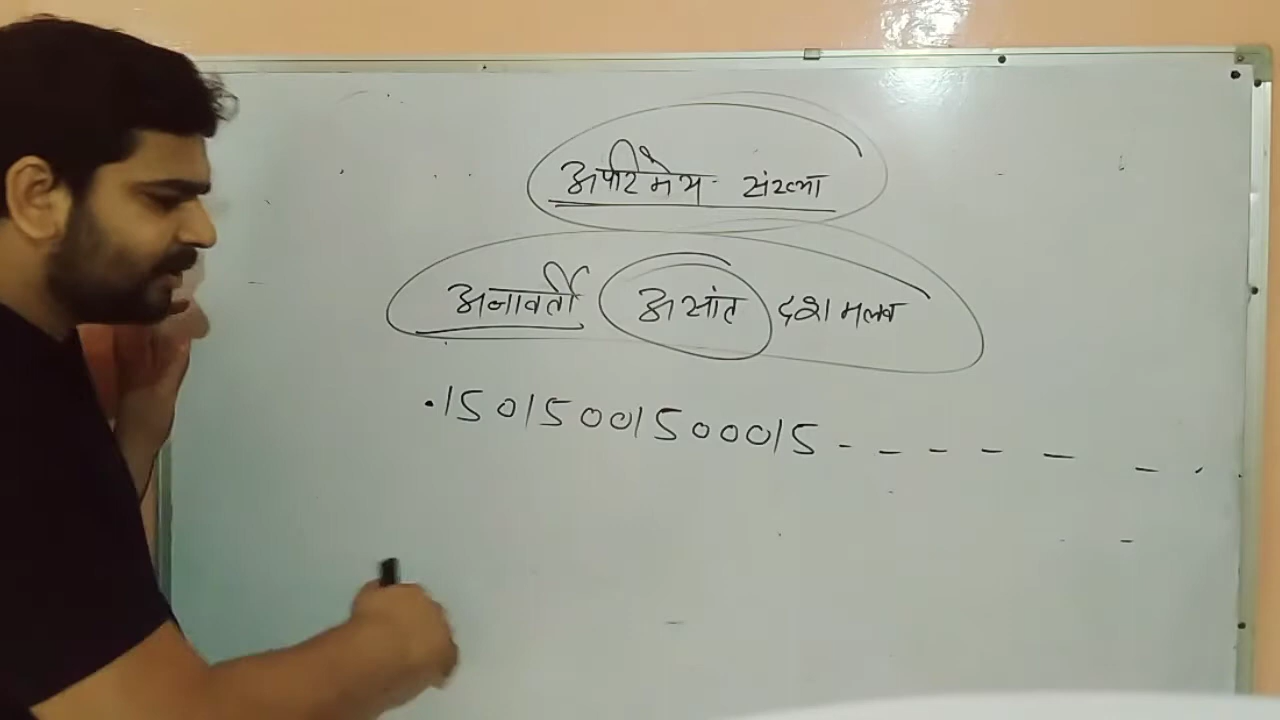 अपरिमेय संख्या
अनावर्ती असांत दशमलव
.15015001500015 - - - - - - -